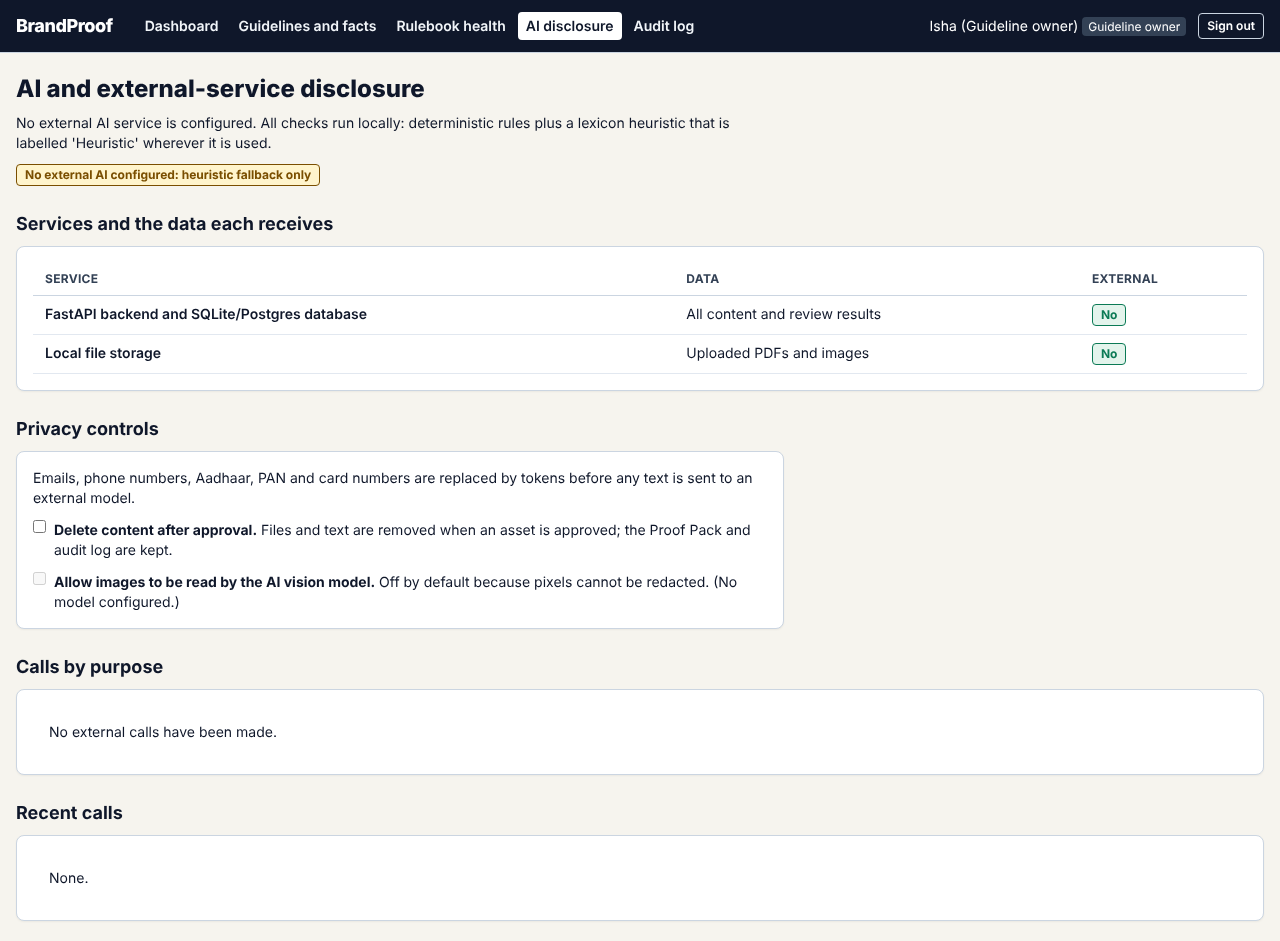 BrandProof
Dashboard
Guidelines and facts
Rulebook health
AI disclosure
Audit log
Isha (Guideline owner)
Guideline owner
Sign out
AI and external-service disclosure
No external AI service is configured. All checks run locally: deterministic rules plus a lexicon heuristic that is
labelled 'Heuristic' wherever it is used.
No external AI configured: heuristic fallback only
Services and the data each receives
SERVICE DATA EXTERNAL
FastAPI backend and SQLite/Postgres database All content and review results No
Local file storage Uploaded PDFs and images No
Privacy controls
Emails, phone numbers, Aadhaar, PAN and card numbers are replaced by tokens before any text is sent to an
external model.
Delete content after approval. Files and text are removed when an asset is approved; the Proof Pack and
audit log are kept.
Allow images to be read by the AI vision model. Off by default because pixels cannot be redacted. (No
model configured.)
Calls by purpose
No external calls have been made.
Recent calls
None.